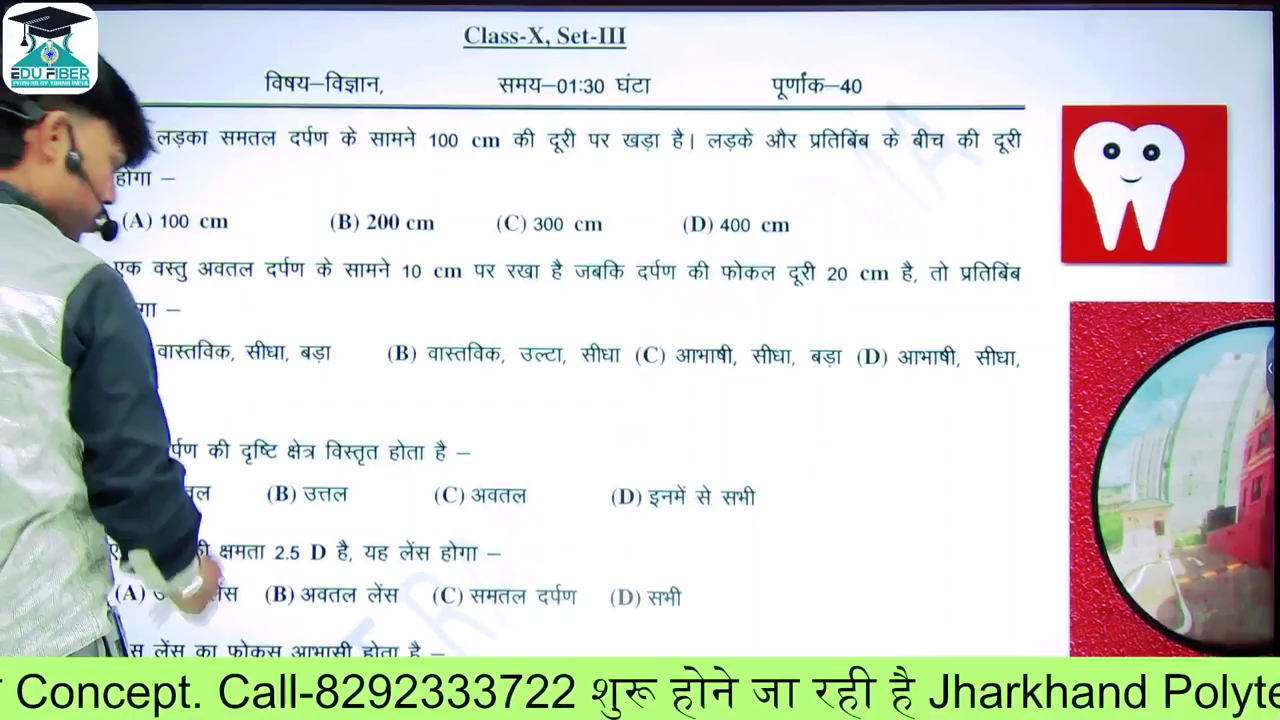 EDU FIBER
Class-X, Set-III
विषय–विज्ञान, समय–01:30 घंटा पूर्णांक–40
लड़का समतल दर्पण के सामने 100 cm की दूरी पर खड़ा है। लड़के और प्रतिबिंब के बीच की दूरी
होगा –
(A) 100 cm (B) 200 cm (C) 300 cm (D) 400 cm
एक वस्तु अवतल दर्पण के सामने 10 cm पर रखा है जबकि दर्पण की फोकल दूरी 20 cm है, तो प्रतिबिंब
–
वास्तविक, सीधा, बड़ा (B) वास्तविक, उल्टा, सीधा (C) आभाषी, सीधा, बड़ा (D) आभाषी, सीधा,
की दृष्टि क्षेत्र विस्तृत होता है –
(B) उत्तल (C) अवतल (D) इनमें से सभी
क्षमता 2.5 D है, यह लेंस होगा –
(A) (B) अवतल लेंस (C) समतल दर्पण (D) सभी
लेंस का फोकस आभासी होता है –
Concept. Call-8292333722 शुरू होने जा रही है Jharkhand